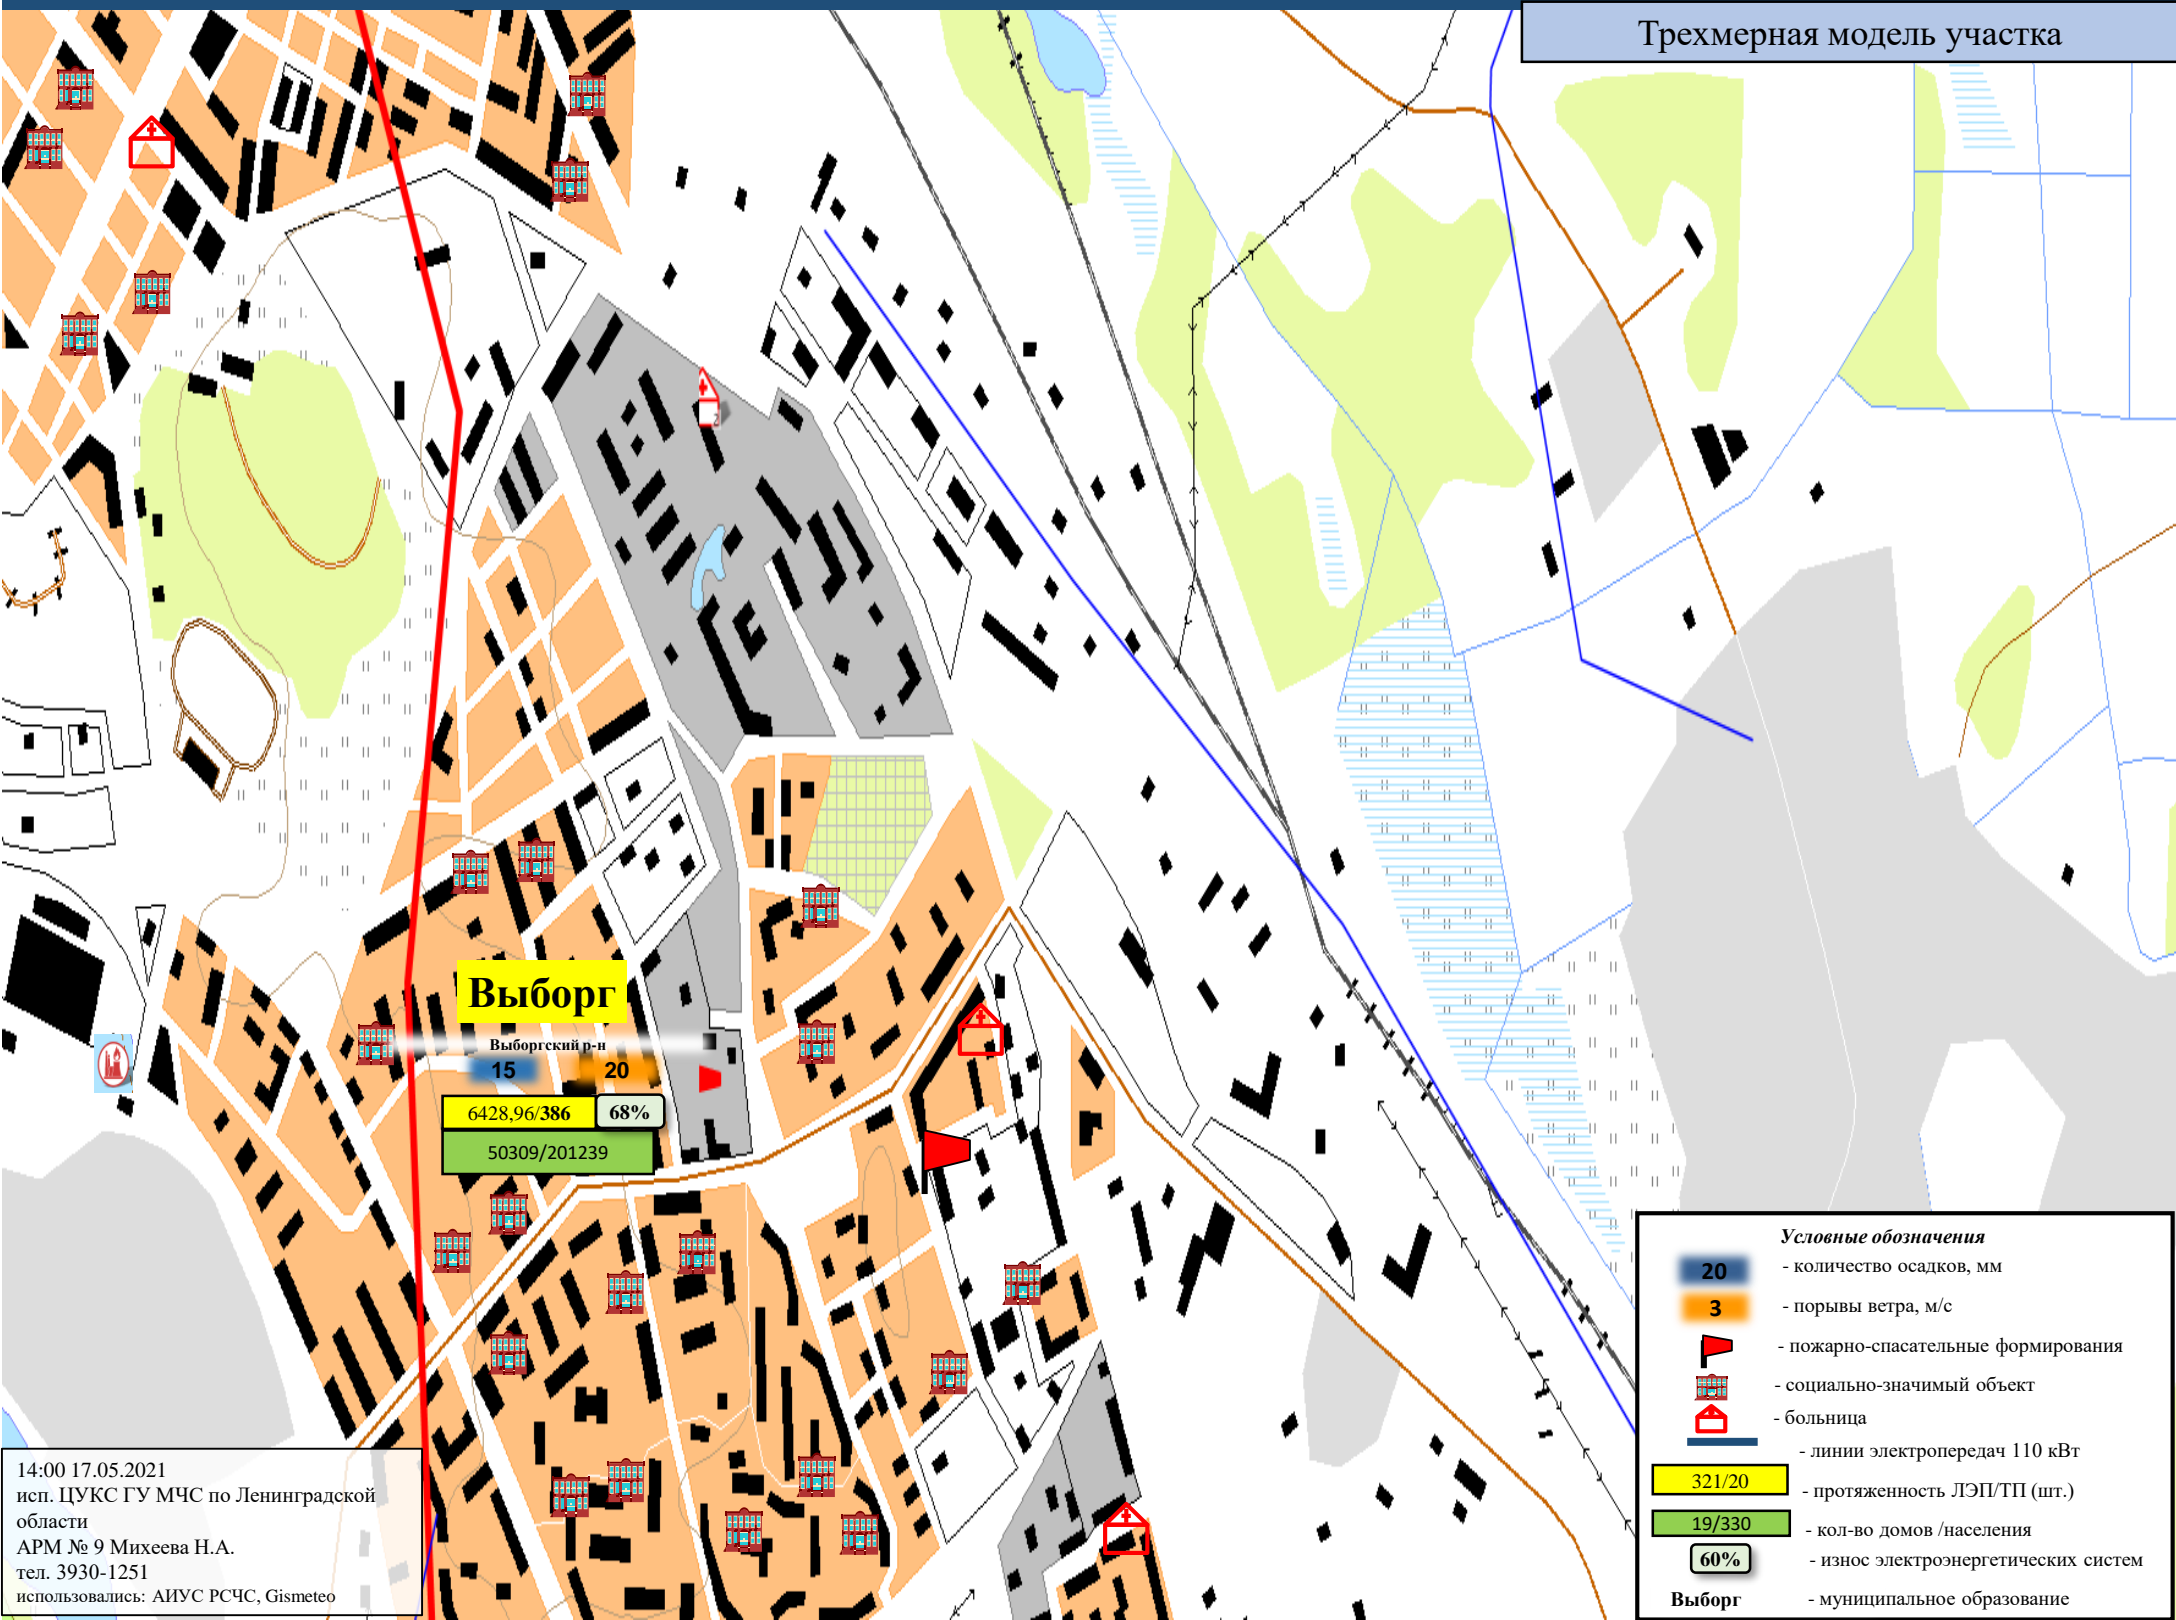 Трехмерная модель участка
Выборг
Выборгский р-н
15
20
6428,96/386
68%
50309/201239
14:00 17.05.2021
исп. ЦУКС ГУ МЧС по Ленинградской
области
АРМ № 9 Михеева Н.А.
тел. 3930-1251
использовались: АИУС РСЧС, Gismeteo
Условные обозначения
20 - количество осадков, мм
3 - порывы ветра, м/с
- пожарно-спасательные формирования
- социально-значимый объект
- больница
- линии электропередач 110 кВт
321/20 - протяженность ЛЭП/ТП (шт.)
19/330 - кол-во домов /населения
60% - износ электроэнергетических систем
Выборг - муниципальное образование